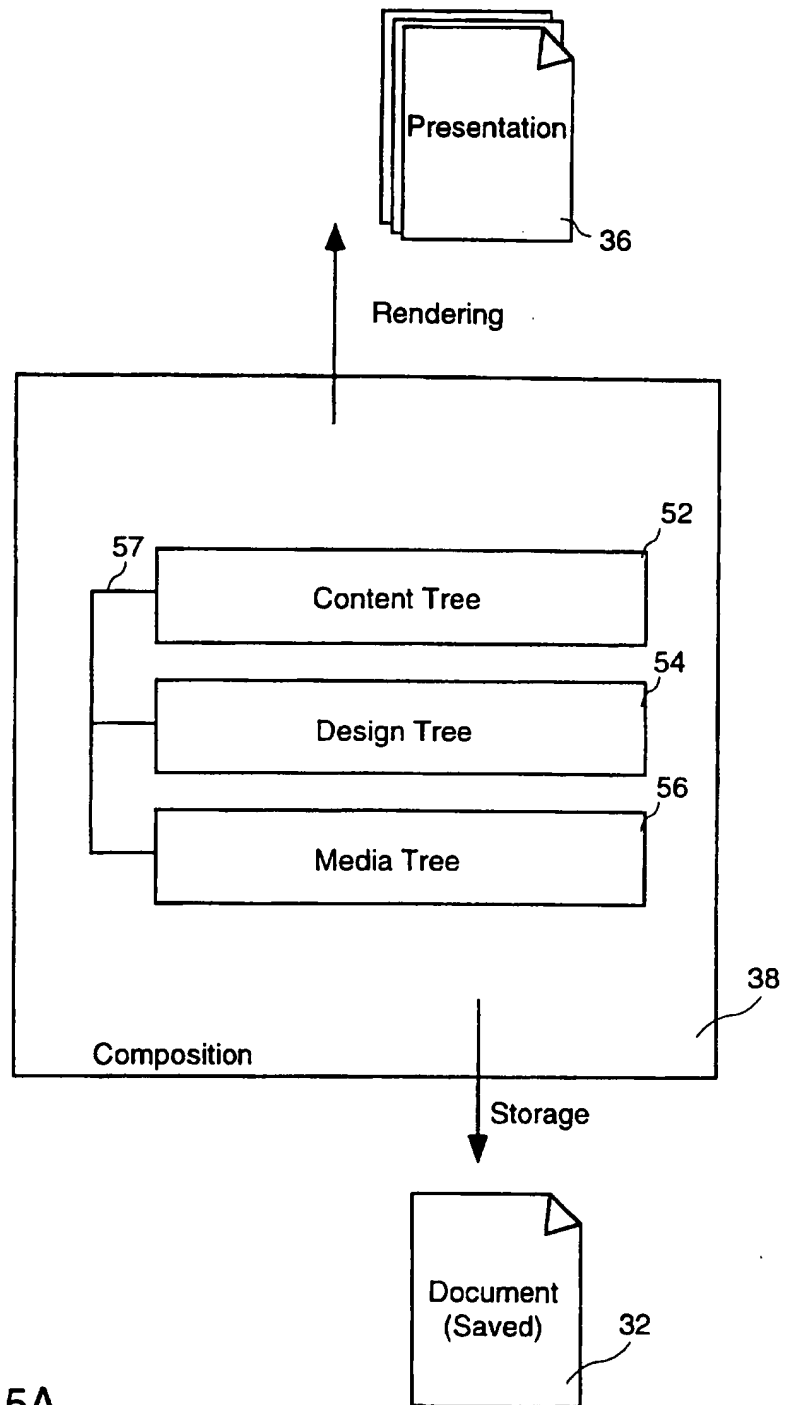 Presentation
36
Rendering
52
57
Content Tree
54
Design Tree
56
Media Tree
38
Composition
Storage
Document
(Saved)
32
5A